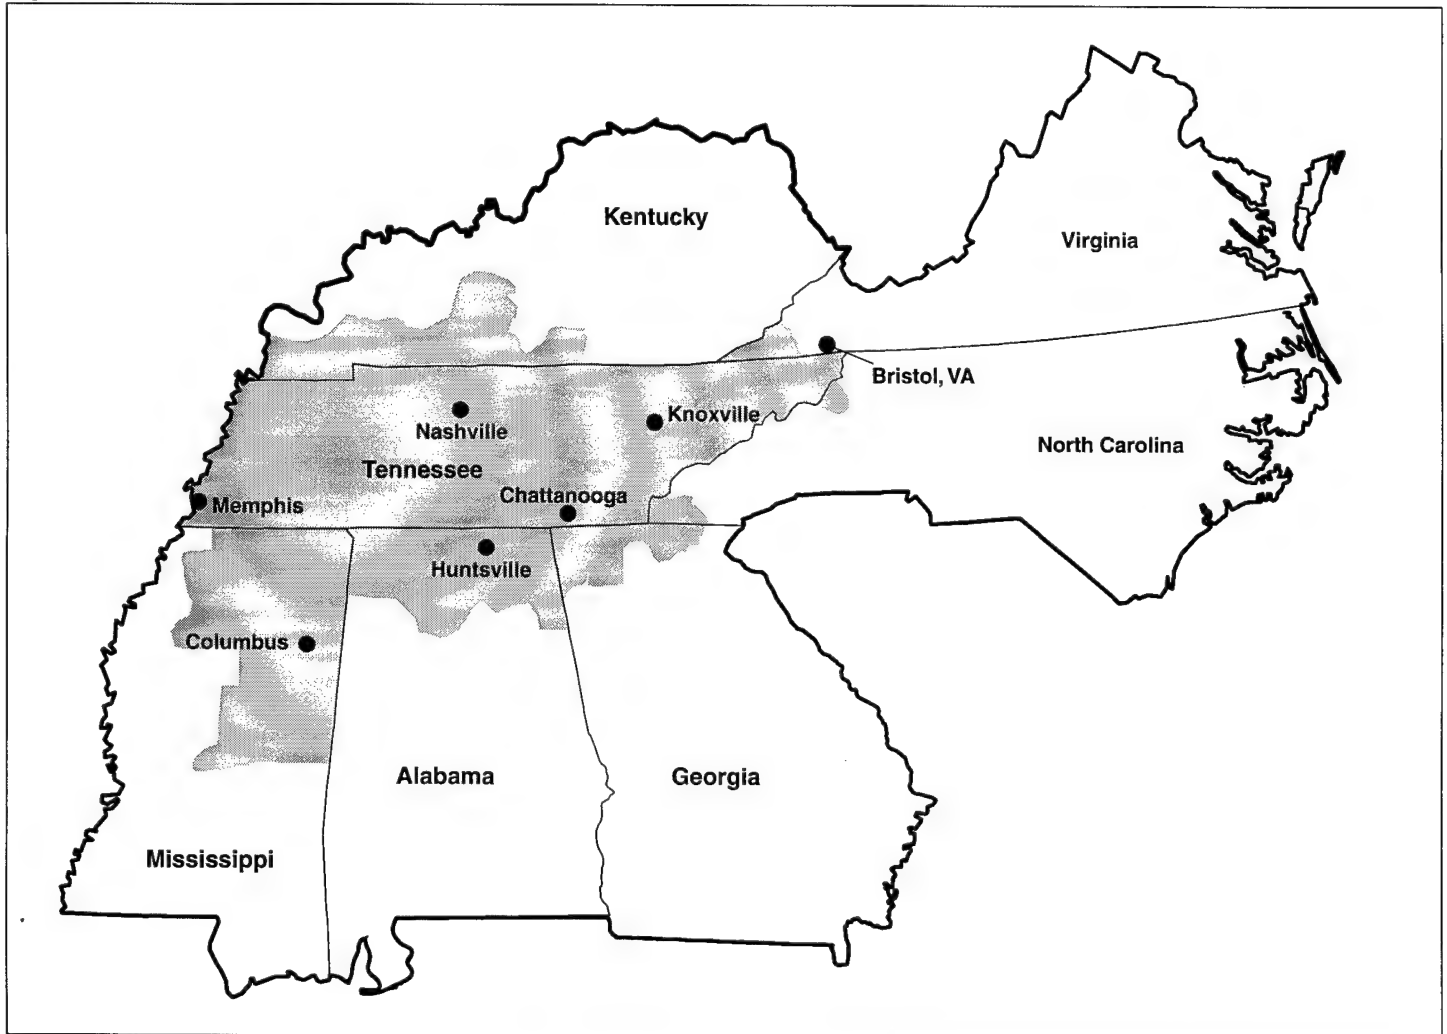 Kentucky
Virginia
Bristol, VA
Knoxville
Nashville
North Carolina
Tennessee
Chattanooga
Memphis
Huntsville
Columbus
Alabama
Georgia
Mississippi